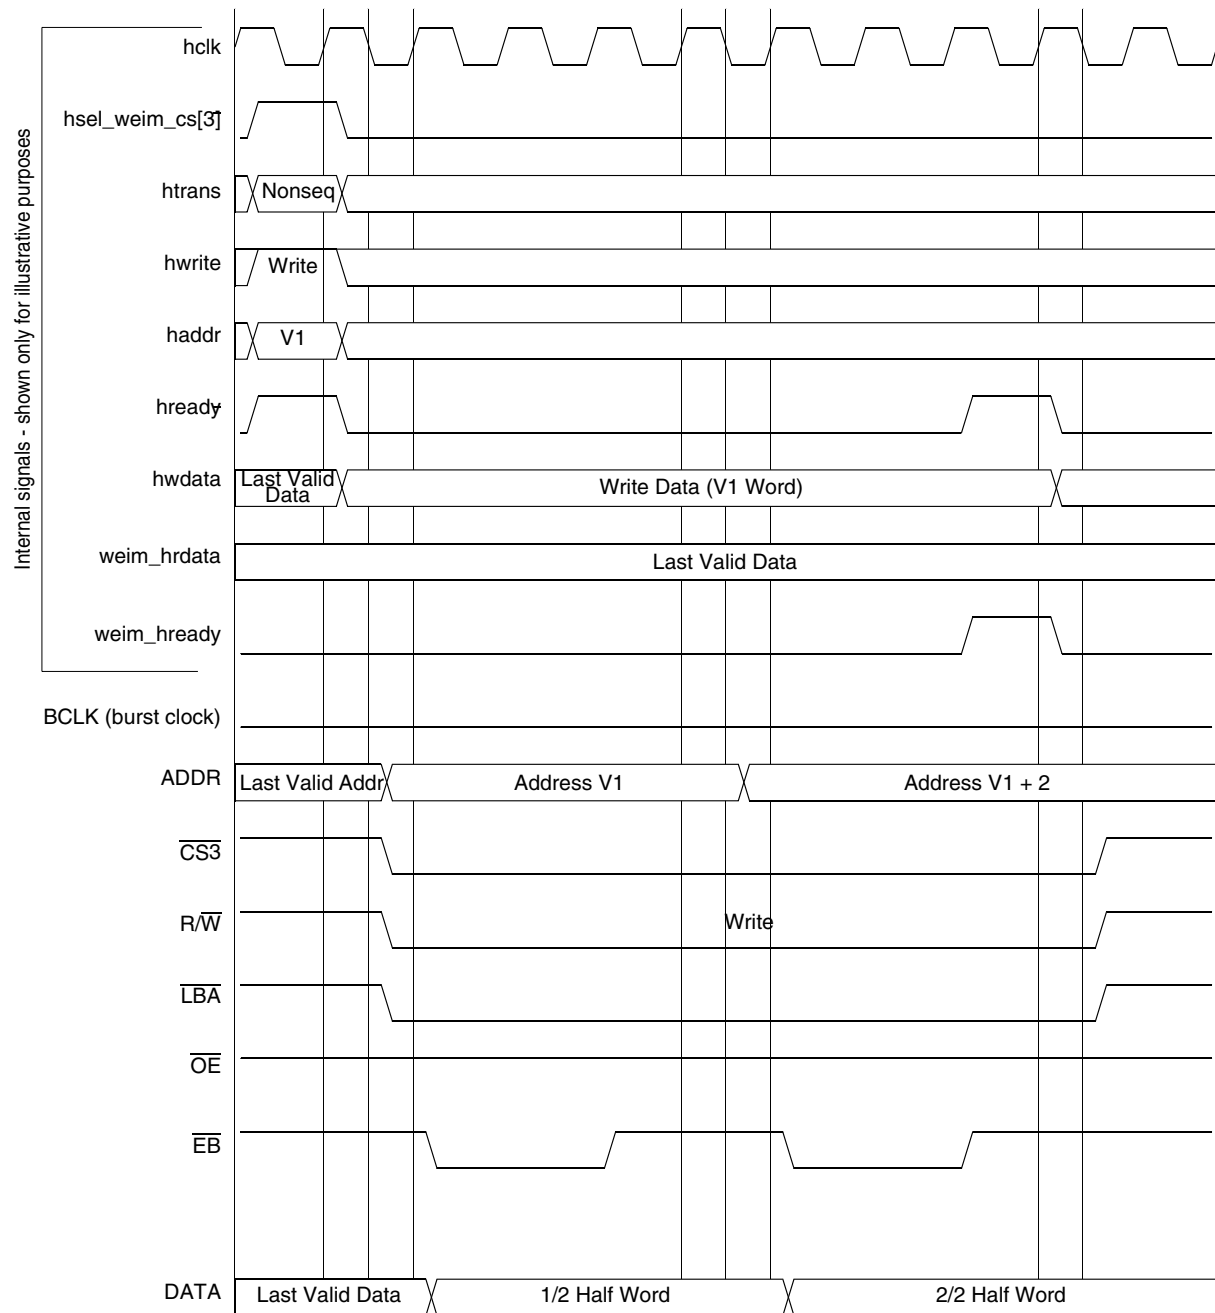 Internal signals - shown only for illustrative purposes
hclk
hsel_weim_cs[3]
htrans
Nonseq
hwrite
Write
haddr
V1
hready
hwdata
Last Valid
Data
Write Data (V1 Word)
weim_hrdata
Last Valid Data
weim_hready
BCLK (burst clock)
ADDR
Last Valid Addr
Address V1
Address V1 + 2
CS3
R/W
Write
LBA
OE
EB
DATA
Last Valid Data
1/2 Half Word
2/2 Half Word